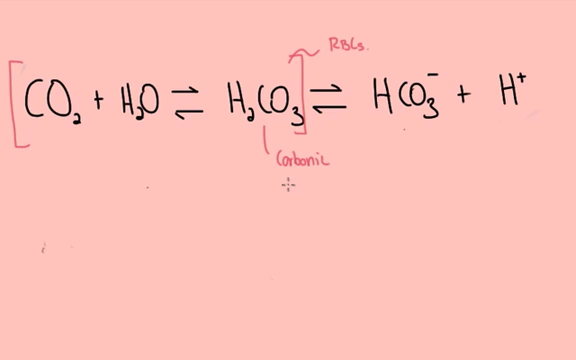 RBCs.
CO₂ + H₂O ⇌ H₂CO₃ ⇌ HCO₃⁻ + H⁺
Carbonic